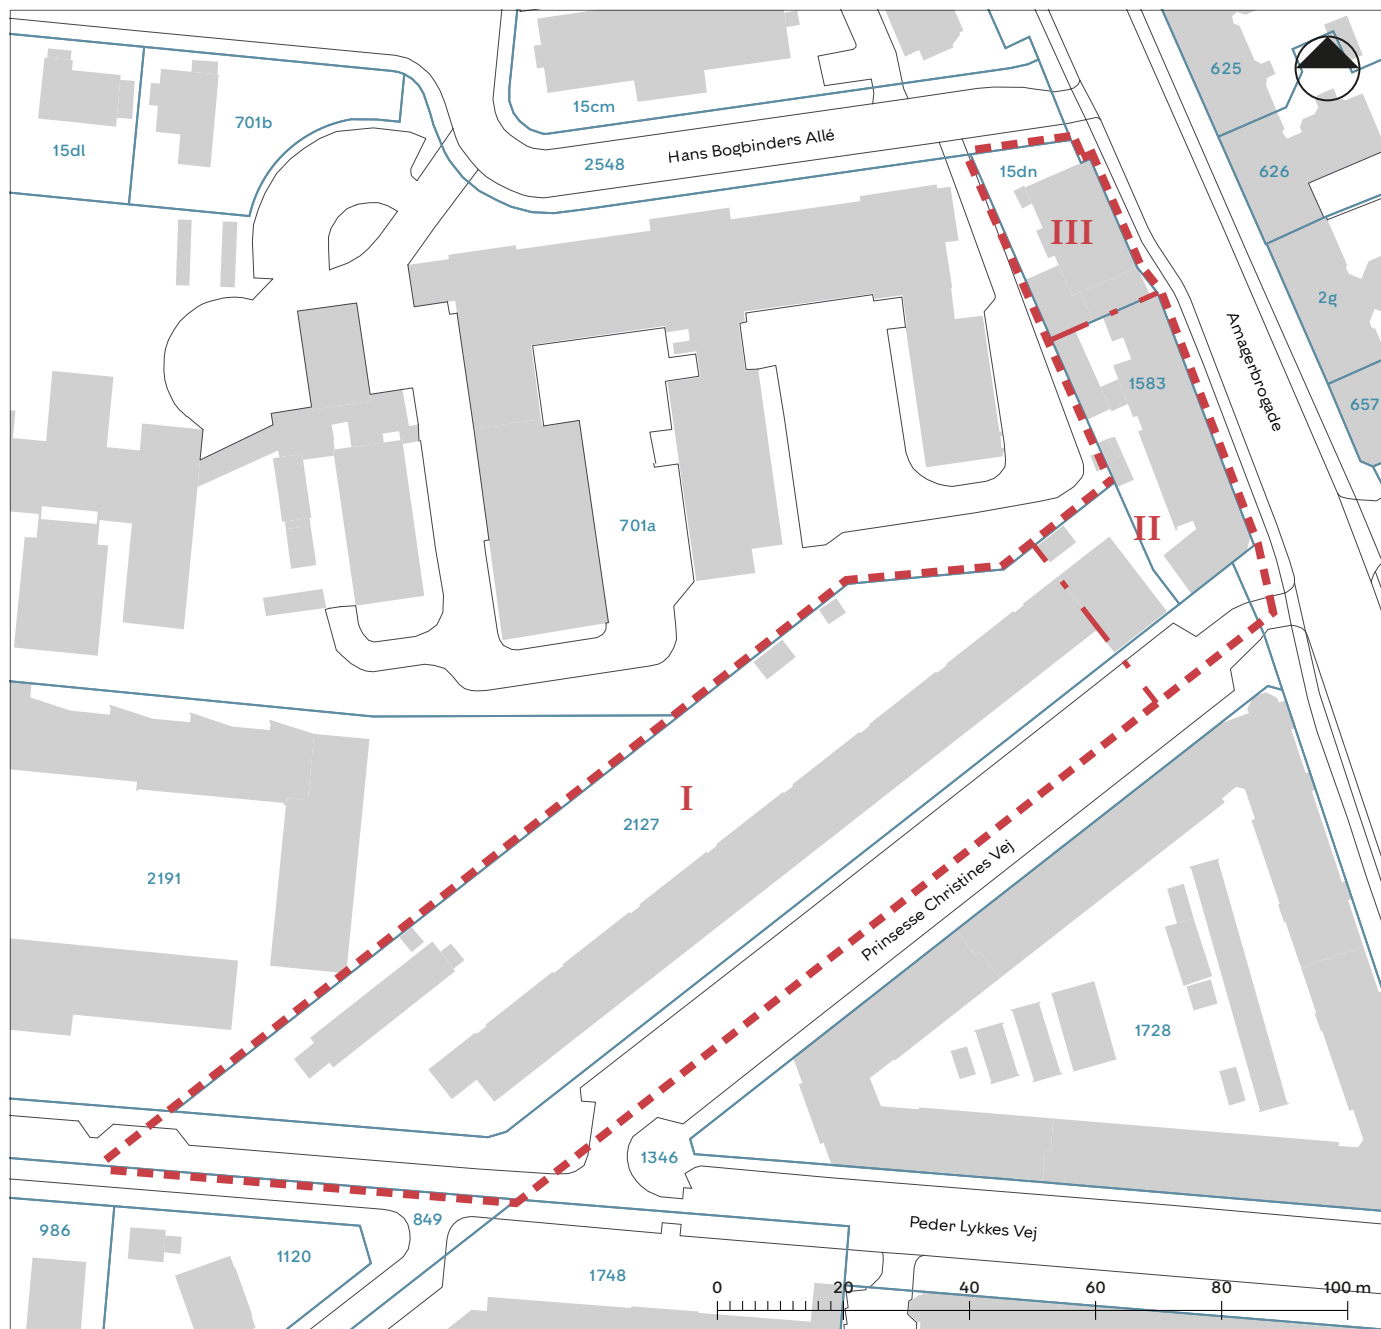 625
15cm
701b
Hans Bogbinders Allé
15dl
2548
15dn
626
III
2g
Amagerbrogade
1583
657
701a
II
I
2127
2191
Prinsesse Christines Vej
1728
1346
849
Peder Lykkes Vej
986
1120
1748
0 20 40 60 80 100 m